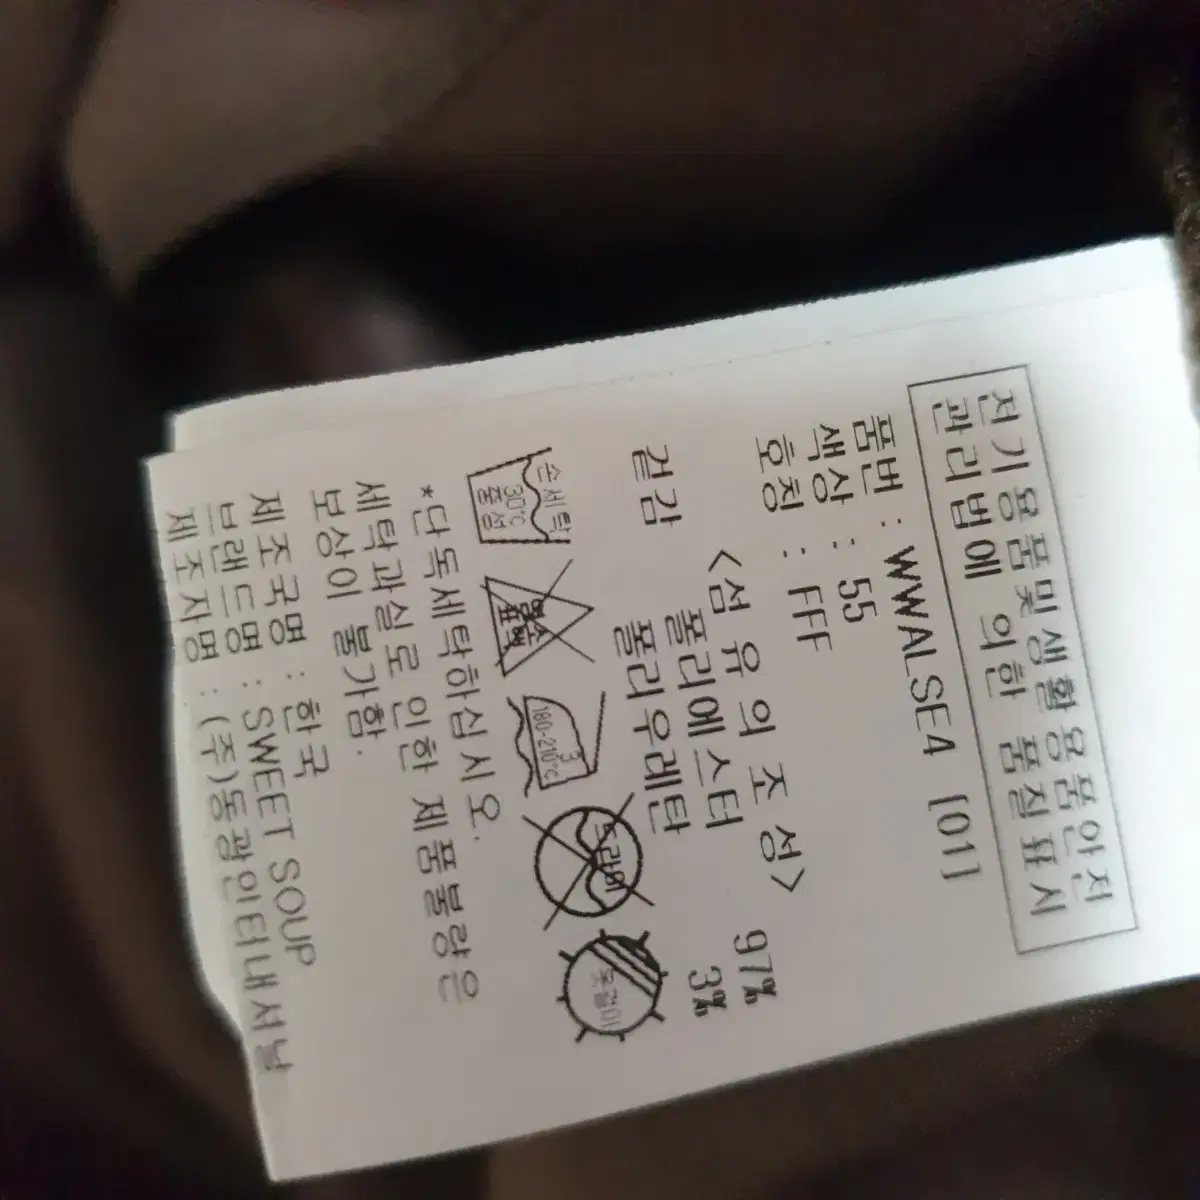 전기용품및생활용품안전
관리법에 의한 품질표시
품번 : WWALSE4 [01]
색상 : 55
호칭 : FFF
<섬 유 의 조 성>
겉감 폴리에스터 97%
폴리우레탄 3%
손세탁 30℃ 중성
염소 표백
3 180-210℃
드라이
옷걸이
*단독세탁하십시오.
세탁과실로 인한 제품불량은
보상이 불가함.
제조국명 : 한국
브랜드명 : SWEET SOUP
제조자명 : (주)동광인터내셔날